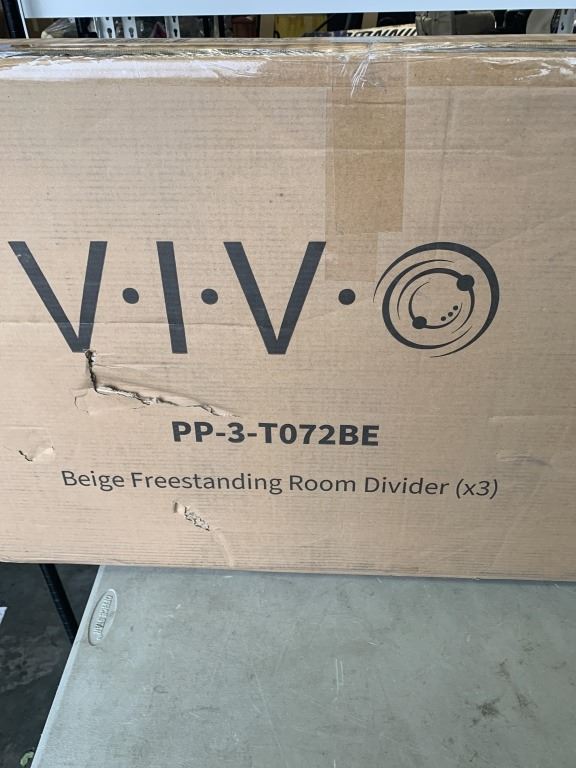 V·I·V·O
PP-3-T072BE
Beige Freestanding Room Divider (x3)